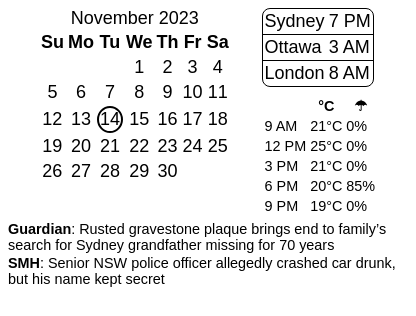 November 2023
Su Mo Tu We Th Fr Sa
1 2 3 4
5 6 7 8 9 10 11
12 13 14 15 16 17 18
19 20 21 22 23 24 25
26 27 28 29 30
Sydney 7 PM
Ottawa 3 AM
London 8 AM
°C ☂
9 AM 21°C 0%
12 PM 25°C 0%
3 PM 21°C 0%
6 PM 20°C 85%
9 PM 19°C 0%
Guardian: Rusted gravestone plaque brings end to family’s
search for Sydney grandfather missing for 70 years
SMH: Senior NSW police officer allegedly crashed car drunk,
but his name kept secret